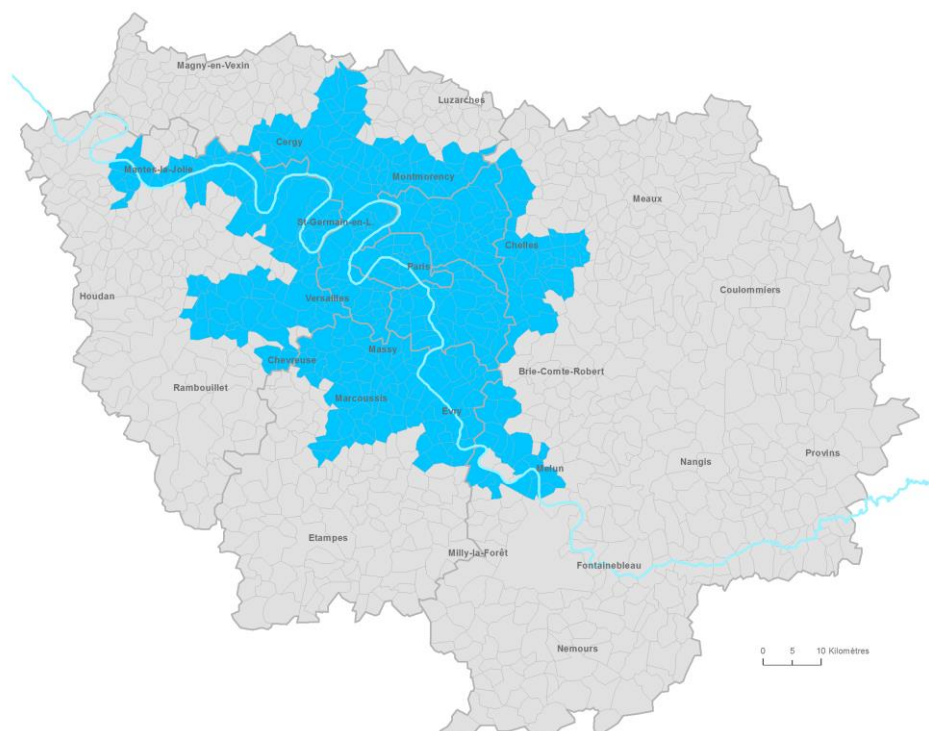 Magny-en-Vexin
Luzarches
Cergy
Mantes-la-Jolie
Montmorency
Meaux
St-Germain-en-L.
Chelles
Paris
Coulommiers
Houdan
Versailles
Massy
Chevreuse
Brie-Comte-Robert
Rambouillet
Marcoussis
Évry
Provins
Nangis
Melun
Etampes
Milly-la-Forêt
Fontainebleau
Nemours
0 5 10 Kilomètres